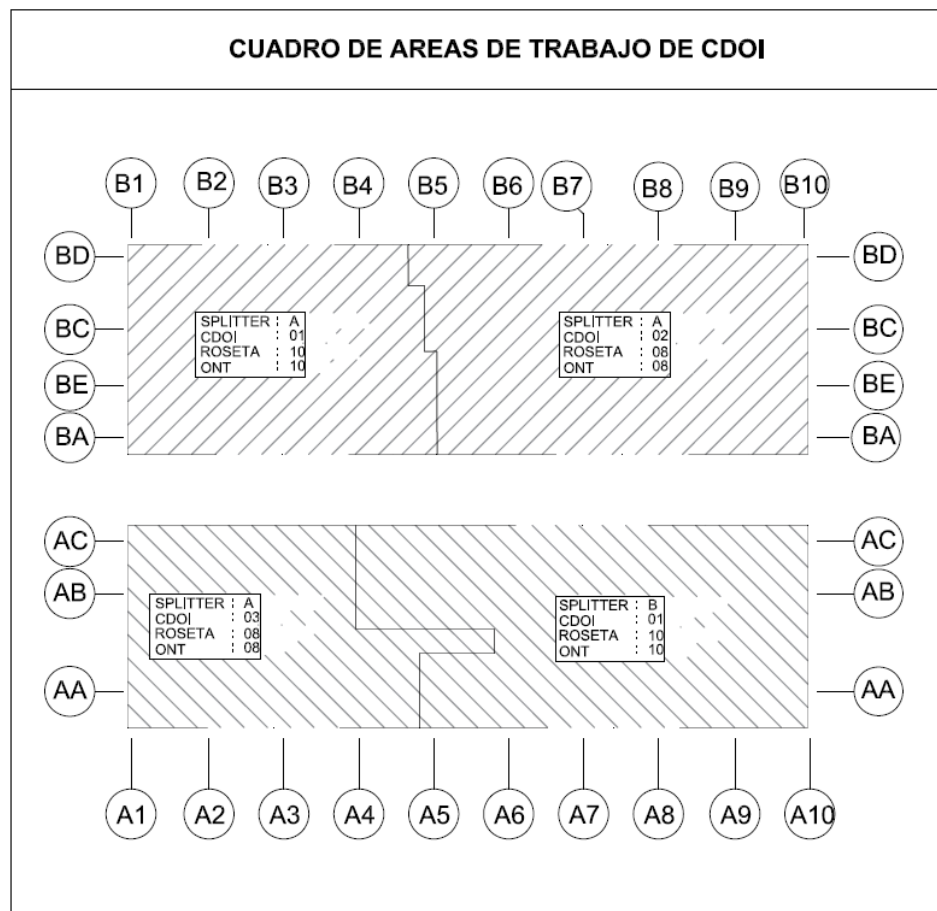 CUADRO DE AREAS DE TRABAJO DE CDOI
B1 B2 B3 B4 B5 B6 B7 B8 B9 B10
BD BD
BC BC
SPLITTER : A
CDOI : 01
ROSETA : 10
ONT : 10
SPLITTER : A
CDOI : 02
ROSETA : 08
ONT : 08
BE BE
BA BA
AC AC
AB AB
SPLITTER : A
CDOI : 03
ROSETA : 08
ONT : 08
SPLITTER : B
CDOI : 01
ROSETA : 10
ONT : 10
AA AA
A1 A2 A3 A4 A5 A6 A7 A8 A9 A10